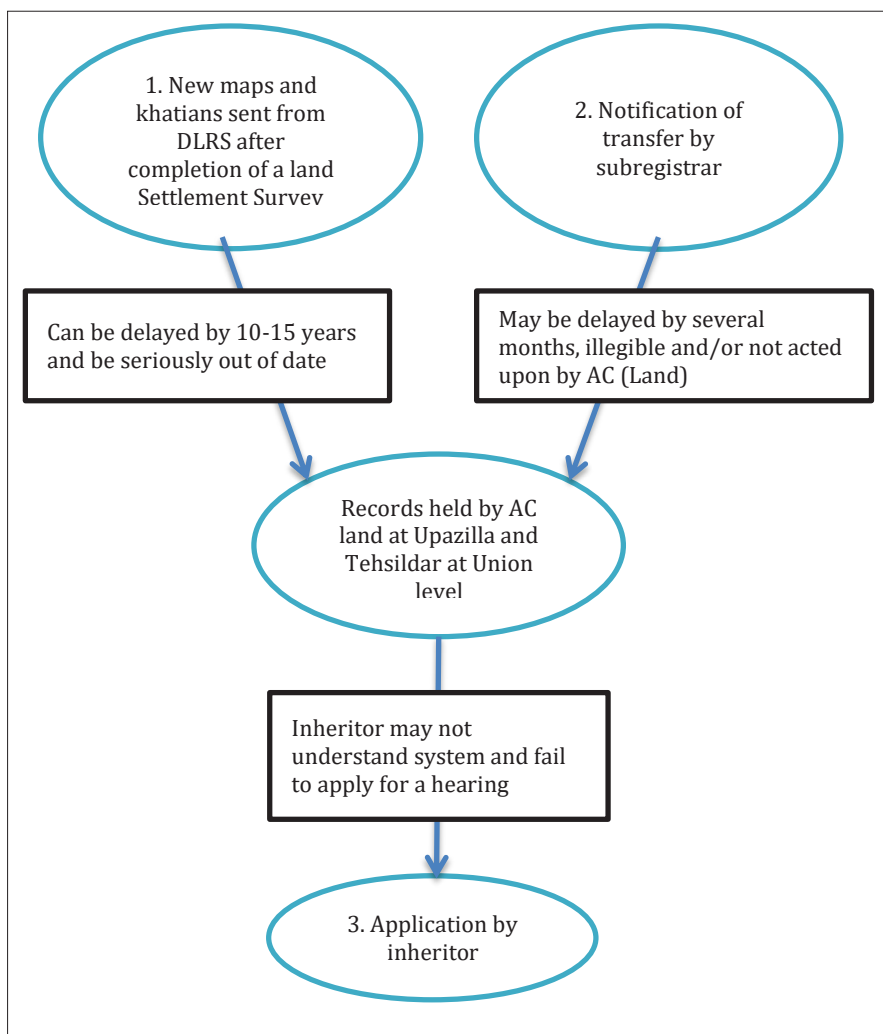 1. New maps and
khatians sent from
DLRS after
completion of a land
Settlement Survey
2. Notification of
transfer by
subregistrar
Can be delayed by 10-15 years
and be seriously out of date
May be delayed by several
months, illegible and/or not acted
upon by AC (Land)
Records held by AC
land at Upazilla and
Tehsildar at Union
level
Inheritor may not
understand system and fail
to apply for a hearing
3. Application by
inheritor